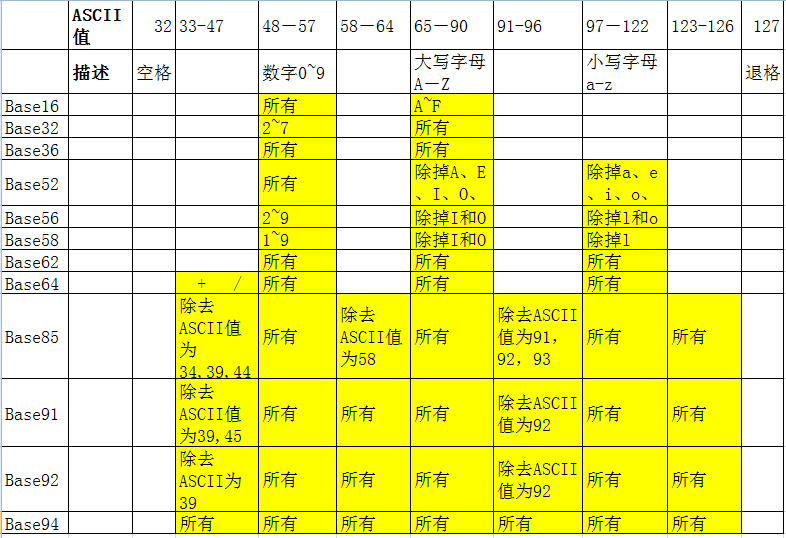 ASCII值 32 33-47 48－57 58－64 65－90 91-96 97－122 123-126 127
描述 空格 数字0~9 大写字母A－Z 小写字母a-z 退格
Base16 所有 A~F
Base32 2~7 所有
Base36 所有 所有
Base52 所有 除掉A、E、I、O、 除掉a、e、i、o、
Base56 2~9 除掉I和O 除掉l和o
Base58 1~9 除掉I和O 除掉l
Base62 所有 所有 所有
Base64 + / 所有 所有 所有
Base85 除去ASCII值为34,39,44 所有 除去ASCII值为58 所有 除去ASCII值为91，92，93 所有 所有
Base91 除去ASCII值为39,45 所有 所有 所有 除去ASCII值为92 所有 所有
Base92 除去ASCII为39 所有 所有 所有 除去ASCII值为92 所有 所有
Base94 所有 所有 所有 所有 所有 所有 所有